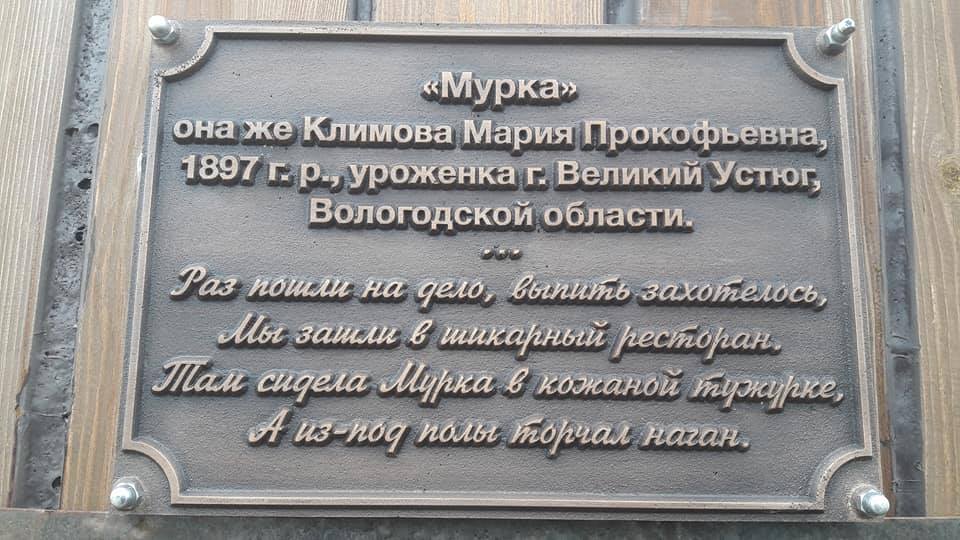 «Мурка»
она же Климова Мария Прокофьевна,
1897 г. р., уроженка г. Великий Устюг,
Вологодской области.
...
Раз пошли на дело, выпить захотелось,
Мы зашли в шикарный ресторан.
Там сидела Мурка в кожаной тужурке,
А из-под полы торчал наган.